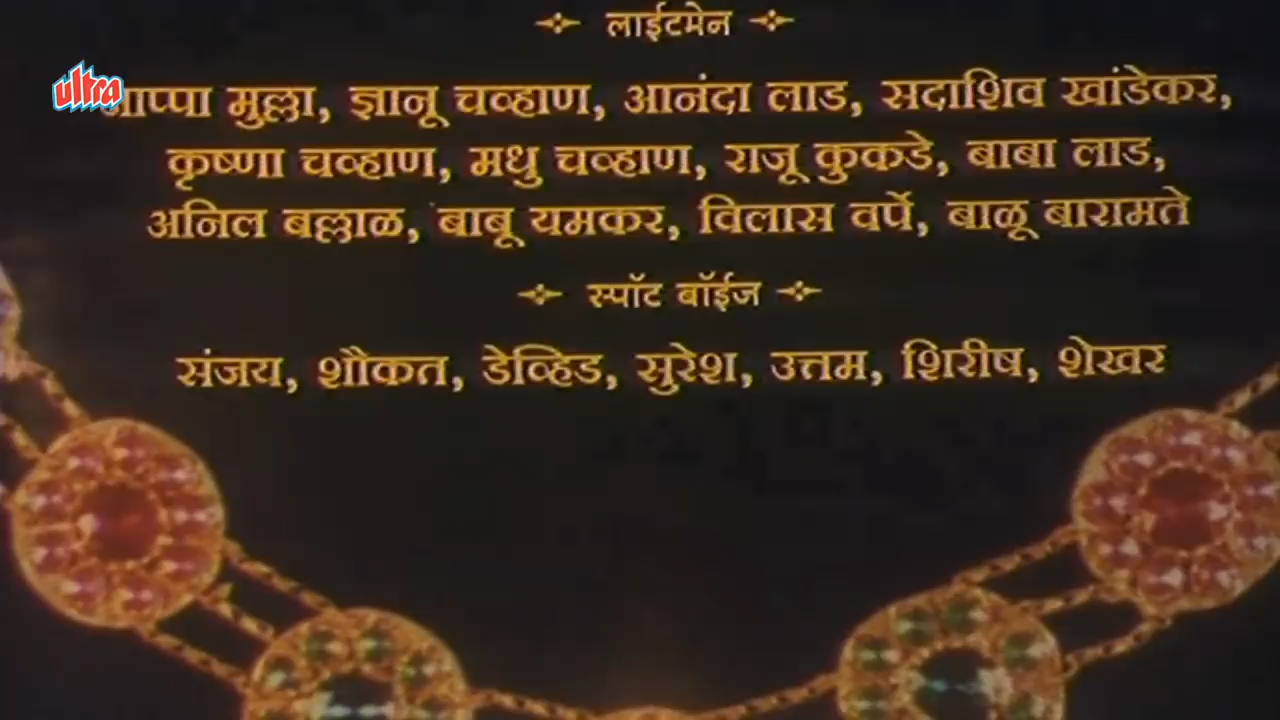 लाईटमेन
ultra
मुल्ला, ज्ञानू चव्हाण, आनंदा लाड, सदाशिव खांडेकर,
कृष्णा चव्हाण, मधु चव्हाण, राजू कुकडे, बाबा लाड,
अनिल बल्लाळ, बाबू यमकर, विलास वर्पे, बाळू बारामते
स्पॉट बॉईज
संजय, शौकत, डेव्हिड, सुरेश, उत्तम, शिरीष, शेखर